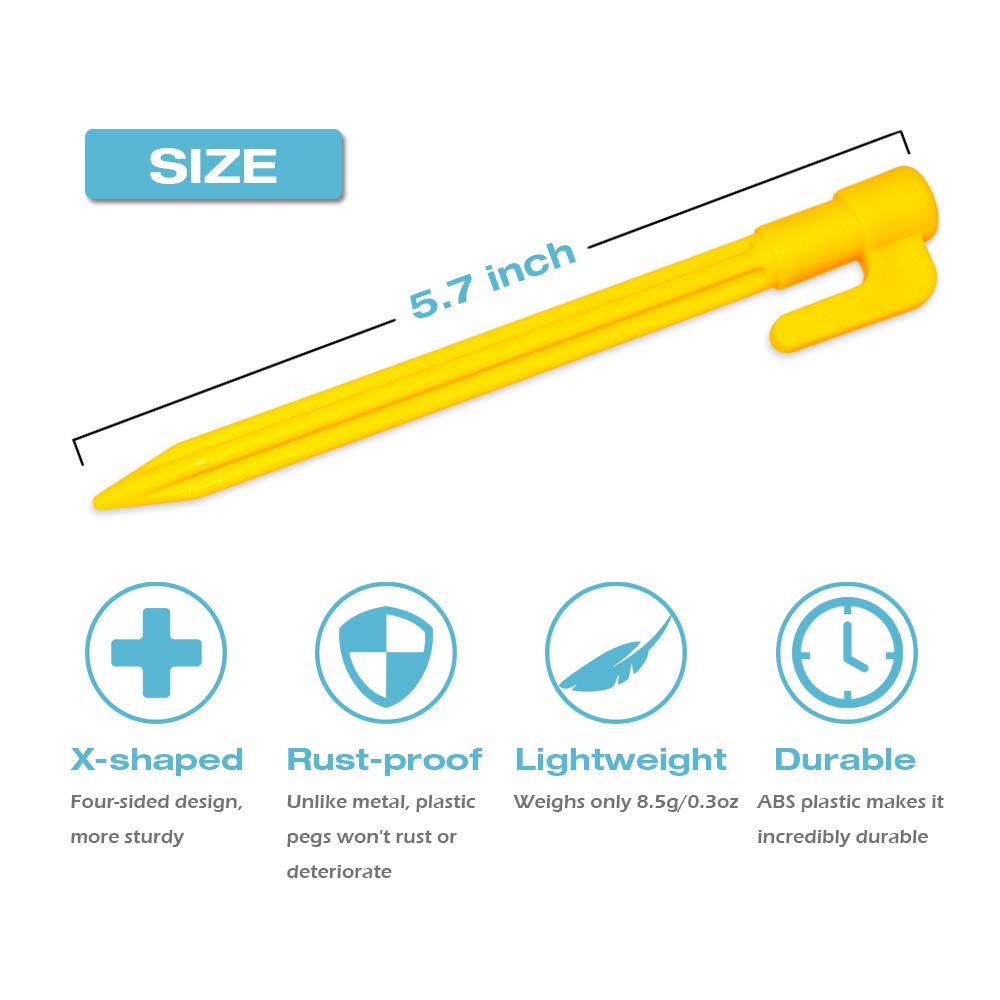 SIZE
5.7 inch
X-shaped
Four-sided design,
more sturdy
Rust-proof
Unlike metal, plastic
pegs won't rust or
deteriorate
Lightweight
Weighs only 8.5g/0.3oz
Durable
ABS plastic makes it
incredibly durable